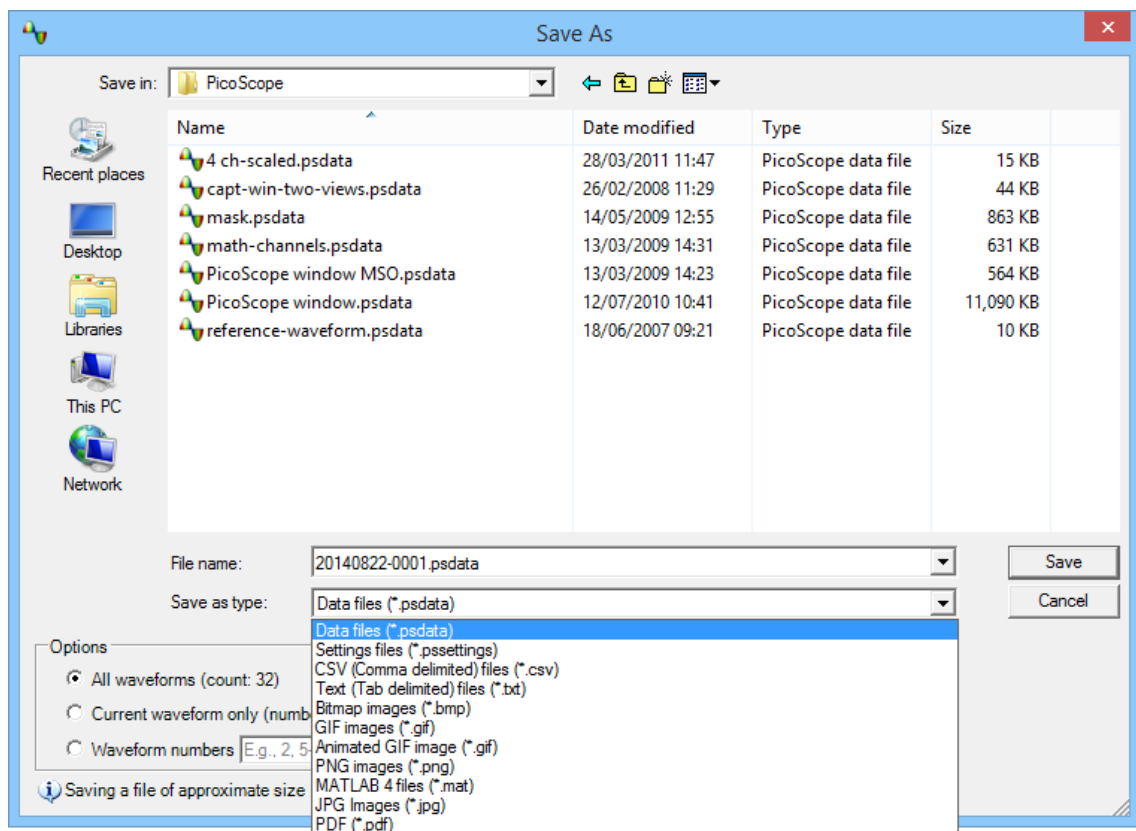 Save As
Save in: PicoScope
Name Date modified Type Size
4 ch-scaled.psdata 28/03/2011 11:47 PicoScope data file 15 KB
capt-win-two-views.psdata 26/02/2008 11:29 PicoScope data file 44 KB
mask.psdata 14/05/2009 12:55 PicoScope data file 863 KB
math-channels.psdata 13/03/2009 14:31 PicoScope data file 631 KB
PicoScope window MSO.psdata 13/03/2009 14:23 PicoScope data file 564 KB
PicoScope window.psdata 12/07/2010 10:41 PicoScope data file 11,090 KB
reference-waveform.psdata 18/06/2007 09:21 PicoScope data file 10 KB
Recent places
Desktop
Libraries
This PC
Network
File name: 20140822-0001.psdata Save
Save as type: Data files (*.psdata) Cancel
Data files (*.psdata)
Settings files (*.pssettings)
CSV (Comma delimited) files (*.csv)
Text (Tab delimited) files (*.txt)
Bitmap images (*.bmp)
GIF images (*.gif)
Animated GIF image (*.gif)
PNG images (*.png)
MATLAB 4 files (*.mat)
JPG Images (*.jpg)
PDF (*.pdf)
Options
All waveforms (count: 32)
Current waveform only (numb
Waveform numbers E.g., 2, 5-
Saving a file of approximate size